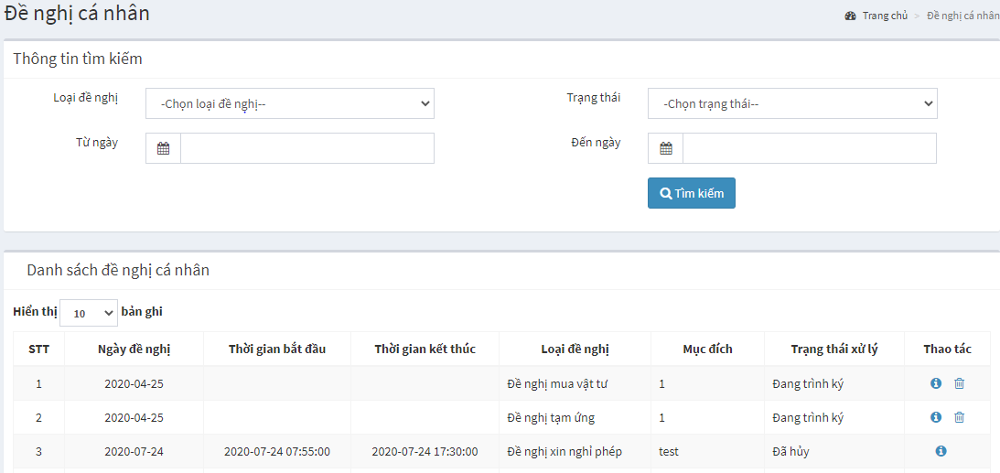 Đề nghị cá nhân
Trang chủ > Đề nghị cá nhân
Thông tin tìm kiếm
Loại đề nghị -Chọn loại đề nghị-- Trạng thái -Chọn trạng thái--
Từ ngày Đến ngày
Tìm kiếm
Danh sách đề nghị cá nhân
Hiển thị 10 bản ghi
STT Ngày đề nghị Thời gian bắt đầu Thời gian kết thúc Loại đề nghị Mục đích Trạng thái xử lý Thao tác
1 2020-04-25 Đề nghị mua vật tư 1 Đang trình ký
2 2020-04-25 Đề nghị tạm ứng 1 Đang trình ký
3 2020-07-24 2020-07-24 07:55:00 2020-07-24 17:30:00 Đề nghị xin nghỉ phép test Đã hủy